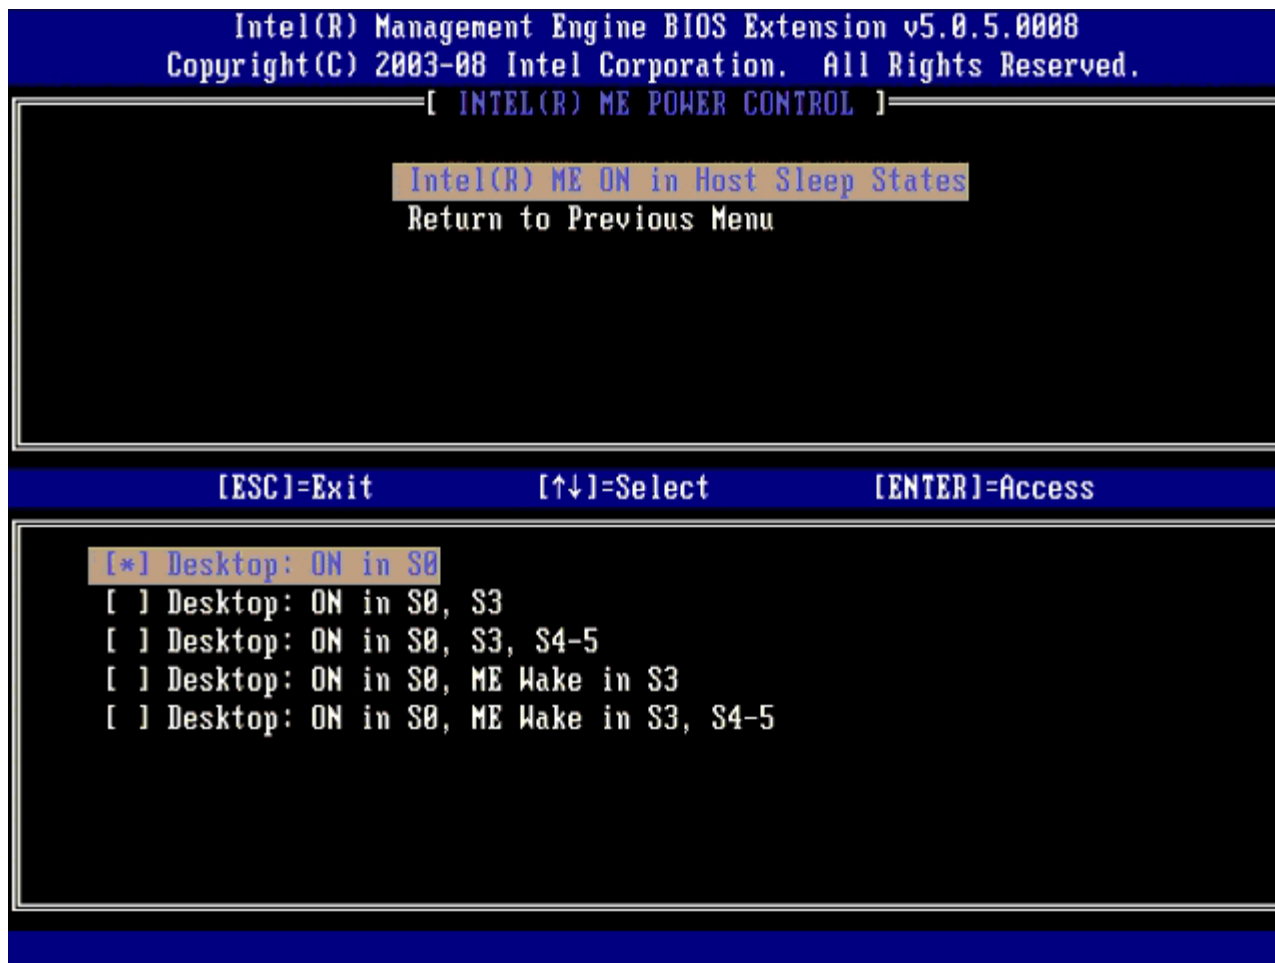 Intel(R) Management Engine BIOS Extension v5.0.5.0008
Copyright(C) 2003-08 Intel Corporation. All Rights Reserved.
[ INTEL(R) ME POWER CONTROL ]
Intel(R) ME ON in Host Sleep States
Return to Previous Menu
[ESC]=Exit [↑↓]=Select [ENTER]=Access
[*] Desktop: ON in S0
[ ] Desktop: ON in S0, S3
[ ] Desktop: ON in S0, S3, S4-5
[ ] Desktop: ON in S0, ME Wake in S3
[ ] Desktop: ON in S0, ME Wake in S3, S4-5